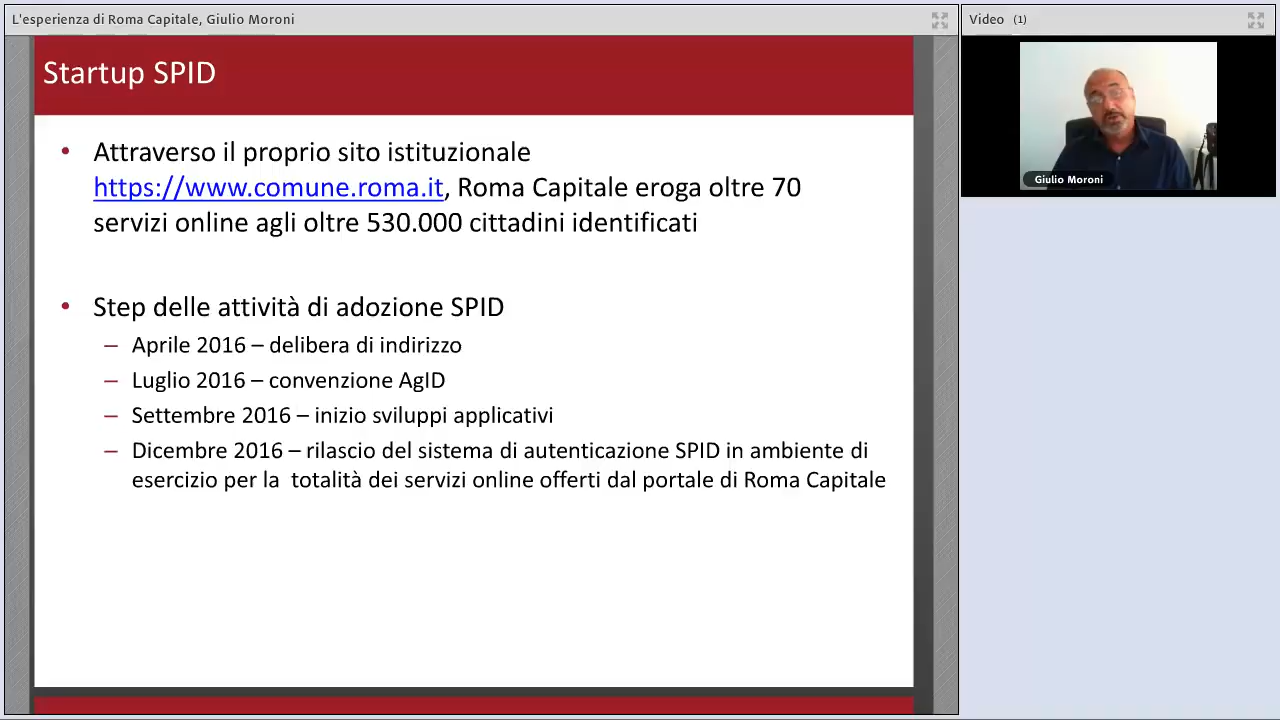 L'esperienza di Roma Capitale, Giulio Moroni
Video (1)
Startup SPID
Giulio Moroni
• Attraverso il proprio sito istituzionale
https://www.comune.roma.it, Roma Capitale eroga oltre 70
servizi online agli oltre 530.000 cittadini identificati
• Step delle attività di adozione SPID
– Aprile 2016 – delibera di indirizzo
– Luglio 2016 – convenzione AgID
– Settembre 2016 – inizio sviluppi applicativi
– Dicembre 2016 – rilascio del sistema di autenticazione SPID in ambiente di
esercizio per la totalità dei servizi online offerti dal portale di Roma Capitale